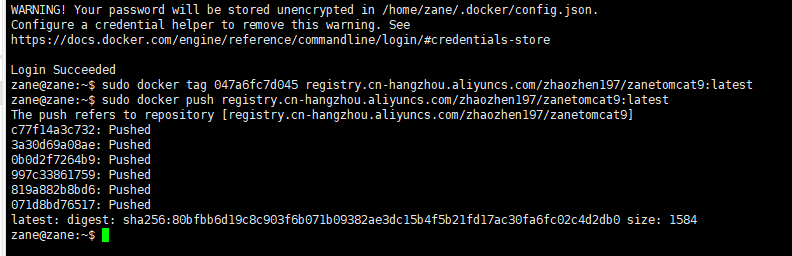 WARNING! Your password will be stored unencrypted in /home/zane/.docker/config.json.
Configure a credential helper to remove this warning. See
https://docs.docker.com/engine/reference/commandline/login/#credentials-store
Login Succeeded
zane@zane:~$ sudo docker tag 047a6fc7d045 registry.cn-hangzhou.aliyuncs.com/zhaozhen197/zanetomcat9:latest
zane@zane:~$ sudo docker push registry.cn-hangzhou.aliyuncs.com/zhaozhen197/zanetomcat9:latest
The push refers to repository [registry.cn-hangzhou.aliyuncs.com/zhaozhen197/zanetomcat9]
c77f14a3c732: Pushed
3a30d69a08ae: Pushed
0b0d2f7264b9: Pushed
997c33861759: Pushed
819a882b8bd6: Pushed
071d8bd76517: Pushed
latest: digest: sha256:80bfbb6d19c8c903f6b071b09382ae3dc15b4f5b21fd17ac30fa6fc02c4d2db0 size: 1584
zane@zane:~$